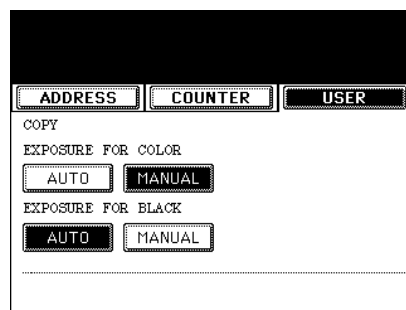 ADDRESS COUNTER USER
COPY
EXPOSURE FOR COLOR
AUTO MANUAL
EXPOSURE FOR BLACK
AUTO MANUAL